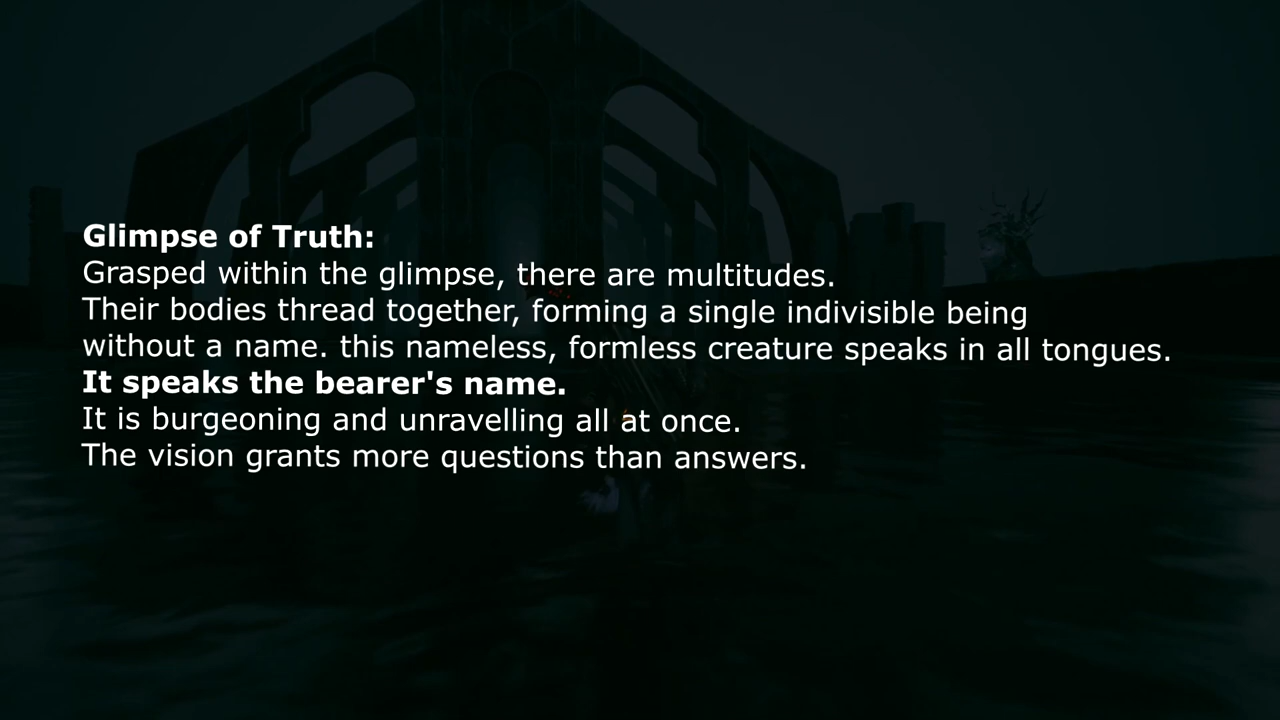 Glimpse of Truth:
Grasped within the glimpse, there are multitudes.
Their bodies thread together, forming a single indivisible being
without a name. this nameless, formless creature speaks in all tongues.
It speaks the bearer's name.
It is burgeoning and unravelling all at once.
The vision grants more questions than answers.